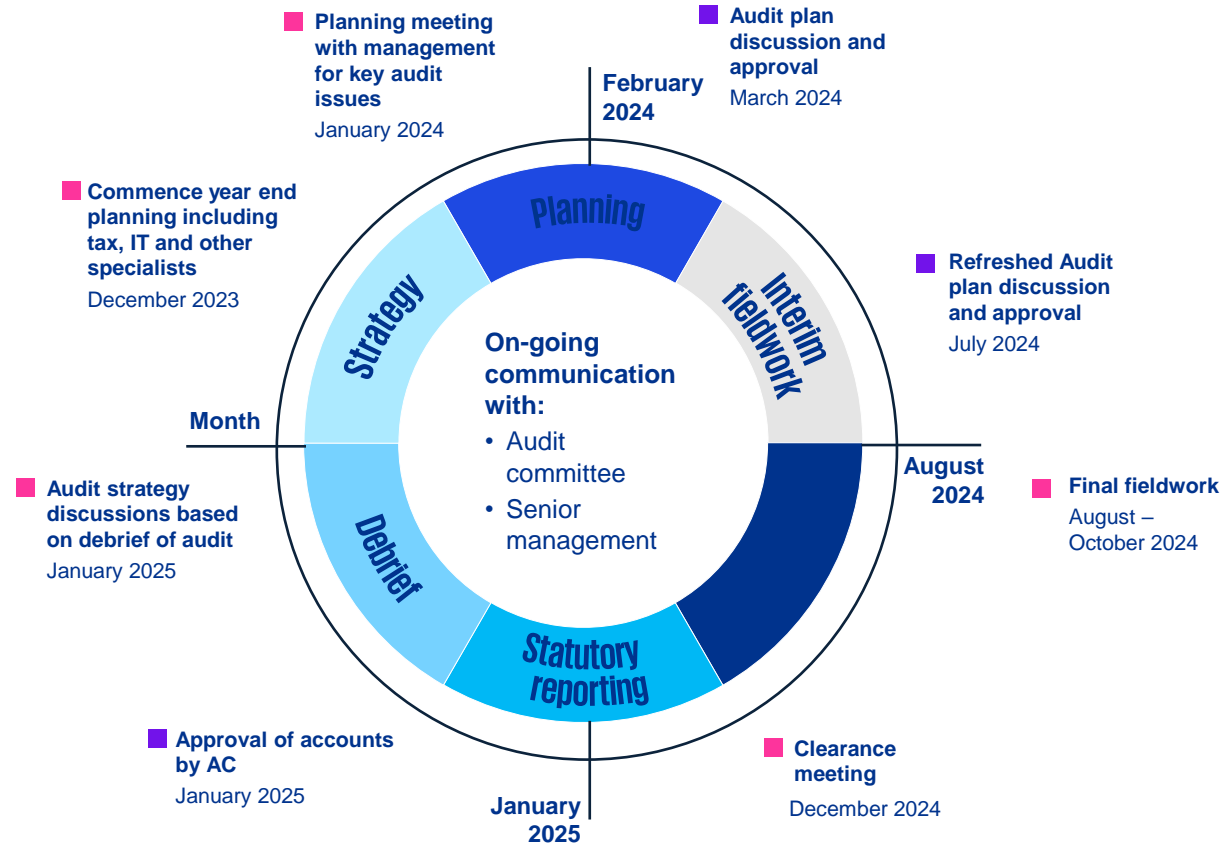 Planning meeting
with management
for key audit
issues
January 2024
Audit plan
discussion and
approval
March 2024
February
2024
Commence year end
planning including
tax, IT and other
specialists
December 2023
Refreshed Audit
plan discussion
and approval
July 2024
Planning
Strategy
Interim
fieldwork
On-going
communication
with:
• Audit
committee
• Senior
management
Month
August
2024
Audit strategy
discussions based
on debrief of audit
January 2025
Final fieldwork
August –
October 2024
Debrief
Statutory
reporting
Approval of accounts
by AC
January 2025
January
2025
Clearance
meeting
December 2024